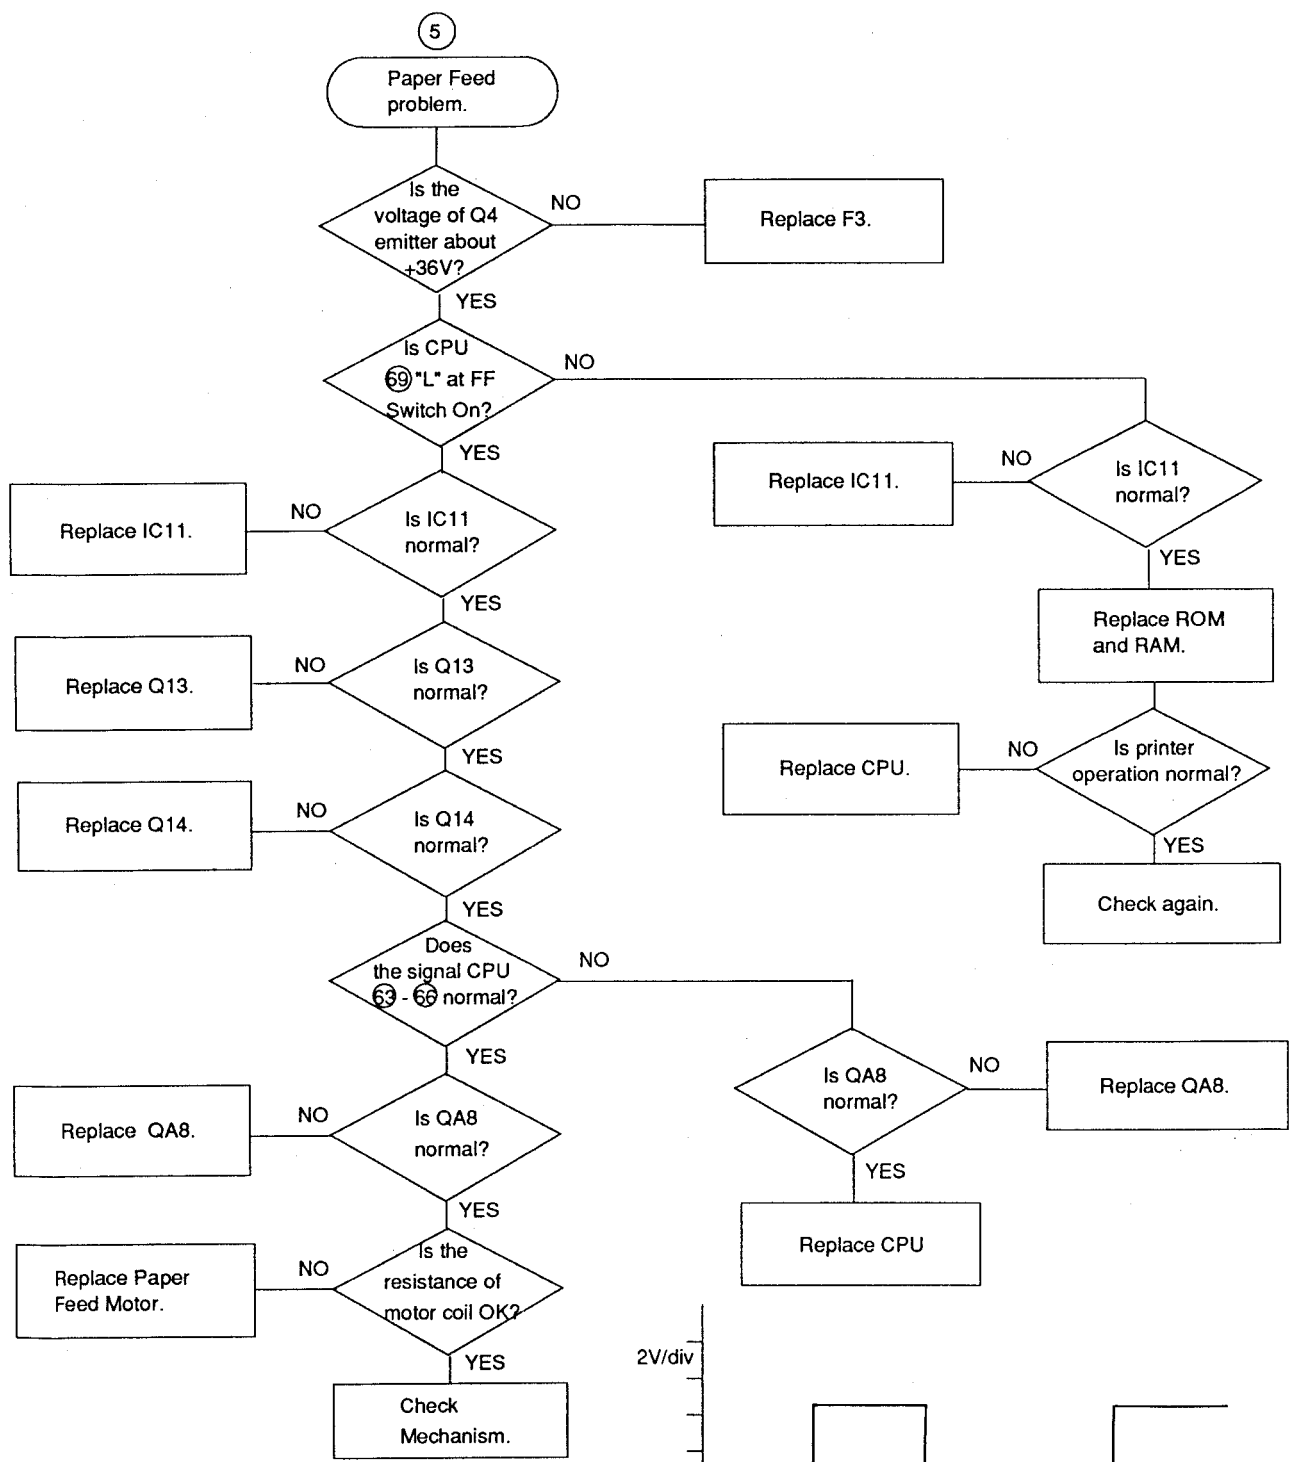 5
Paper Feed
problem.
Is the
voltage of Q4
emitter about
+36V?
NO
Replace F3.
YES
Is CPU
69 "L" at FF
Switch On?
NO
YES
Is IC11
normal?
NO
Replace IC11.
YES
Replace ROM
and RAM.
Is printer
operation normal?
NO
Replace CPU.
YES
Check again.
Is IC11
normal?
NO
Replace IC11.
YES
Is Q13
normal?
NO
Replace Q13.
YES
Is Q14
normal?
NO
Replace Q14.
YES
Does
the signal CPU
63 - 66 normal?
NO
Is QA8
normal?
NO
Replace QA8.
YES
Replace CPU
YES
Is QA8
normal?
NO
Replace QA8.
YES
Is the
resistance of
motor coil OK?
NO
Replace Paper
Feed Motor.
YES
Check
Mechanism.
2V/div